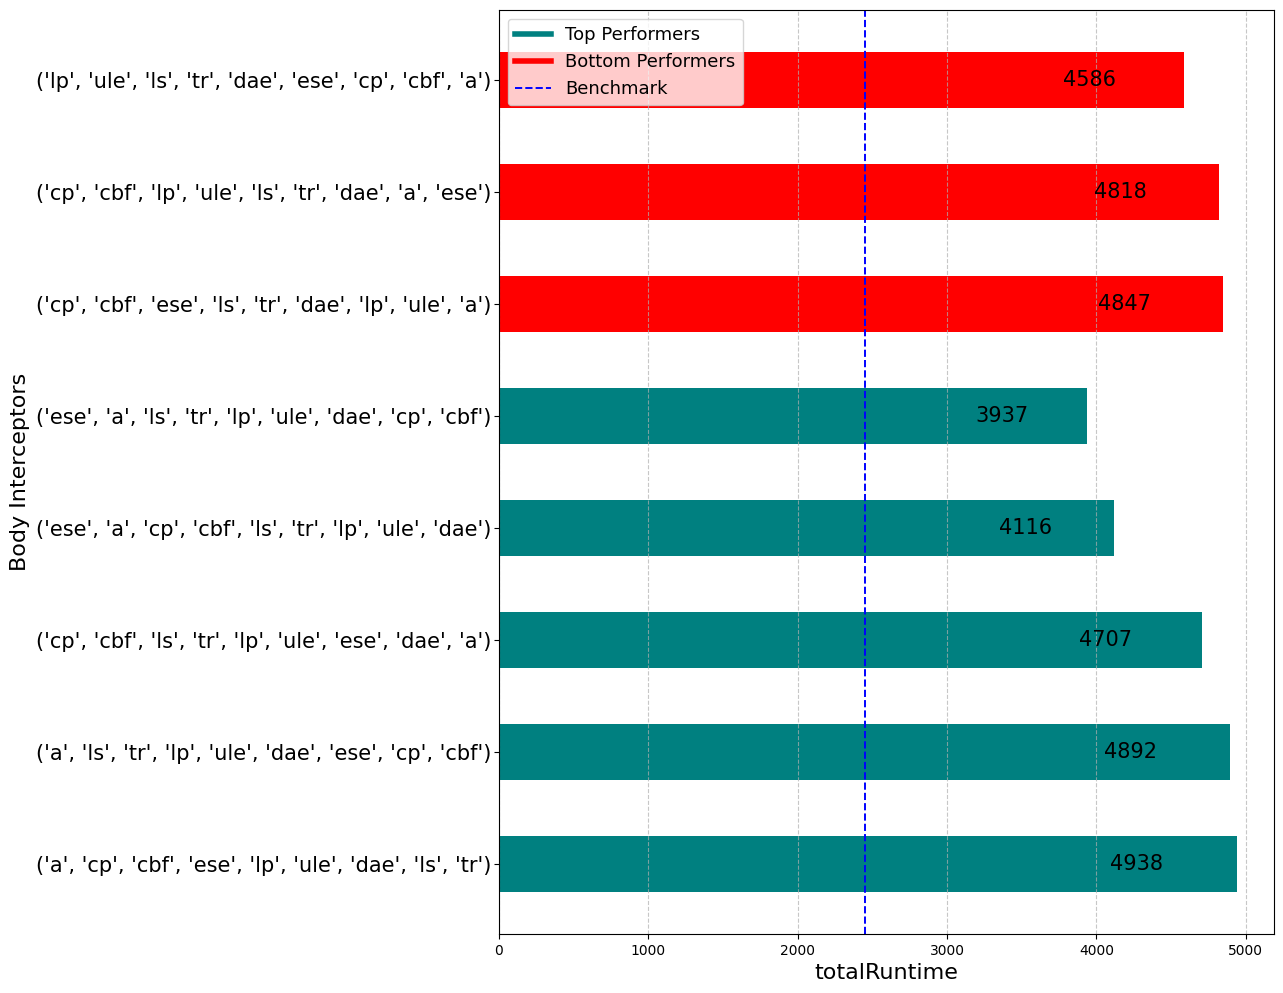 Top Performers
Bottom Performers
Benchmark
('lp', 'ule', 'ls', 'tr', 'dae', 'ese', 'cp', 'cbf', 'a')
4586
('cp', 'cbf', 'lp', 'ule', 'ls', 'tr', 'dae', 'a', 'ese')
4818
('cp', 'cbf', 'ese', 'ls', 'tr', 'dae', 'lp', 'ule', 'a')
4847
('ese', 'a', 'ls', 'tr', 'lp', 'ule', 'dae', 'cp', 'cbf')
3937
('ese', 'a', 'cp', 'cbf', 'ls', 'tr', 'lp', 'ule', 'dae')
4116
('cp', 'cbf', 'ls', 'tr', 'lp', 'ule', 'ese', 'dae', 'a')
4707
('a', 'ls', 'tr', 'lp', 'ule', 'dae', 'ese', 'cp', 'cbf')
4892
('a', 'cp', 'cbf', 'ese', 'lp', 'ule', 'dae', 'ls', 'tr')
4938
Body Interceptors
0 1000 2000 3000 4000 5000
totalRuntime